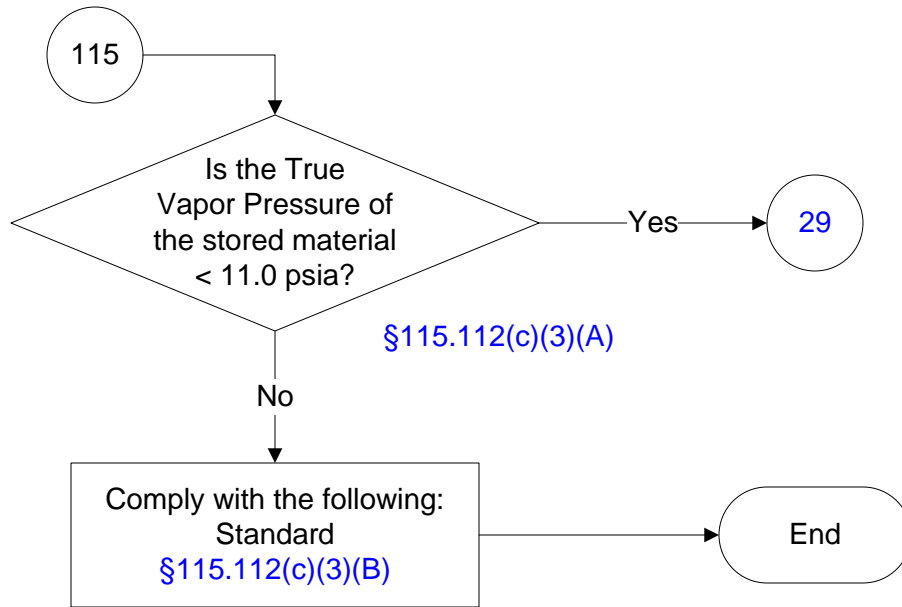 115
Is the True
Vapor Pressure of
the stored material
< 11.0 psia?
Yes
29
§115.112(c)(3)(A)
No
Comply with the following:
Standard
§115.112(c)(3)(B)
End